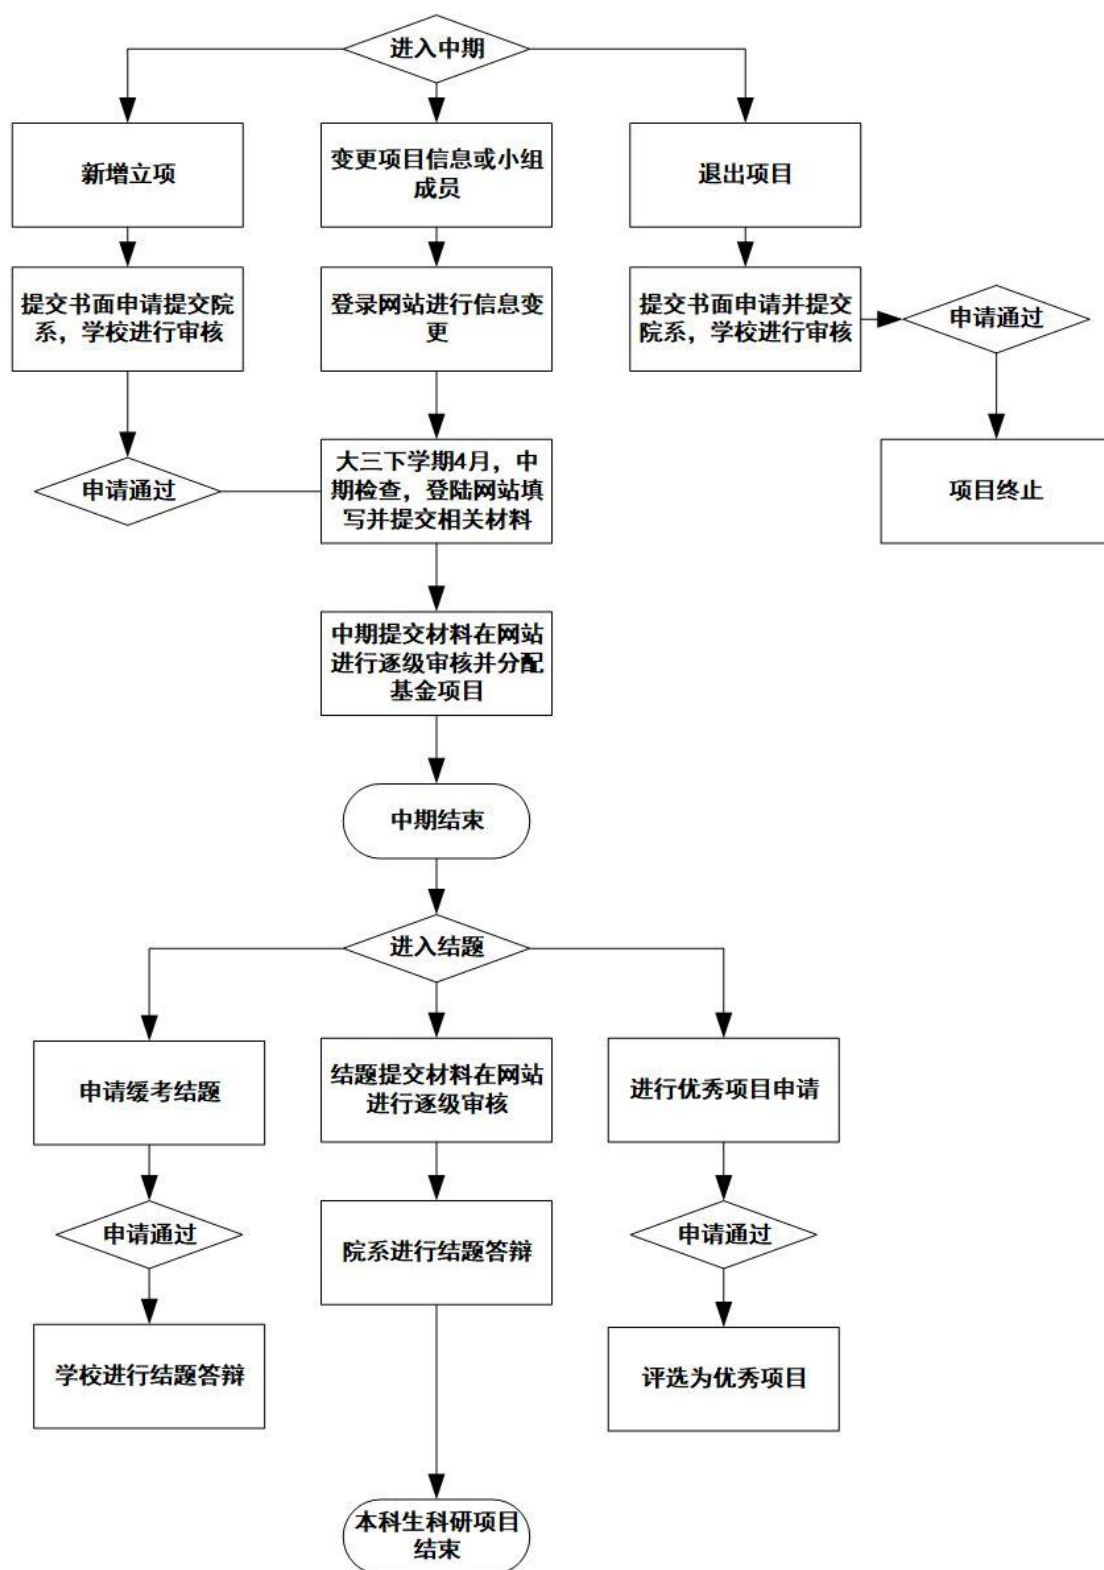 进入中期
新增立项
变更项目信息或小组
成员
退出项目
提交书面申请提交院
系，学校进行审核
登录网站进行信息变
更
提交书面申请并提交
院系，学校进行审核
申请通过
申请通过
大三下学期4月，中
期检查，登陆网站填
写并提交相关材料
项目终止
中期提交材料在网站
进行逐级审核并分配
基金项目
中期结束
进入结题
申请缓考结题
结题提交材料在网站
进行逐级审核
进行优秀项目申请
申请通过
院系进行结题答辩
申请通过
学校进行结题答辩
评选为优秀项目
本科生科研项目
结束